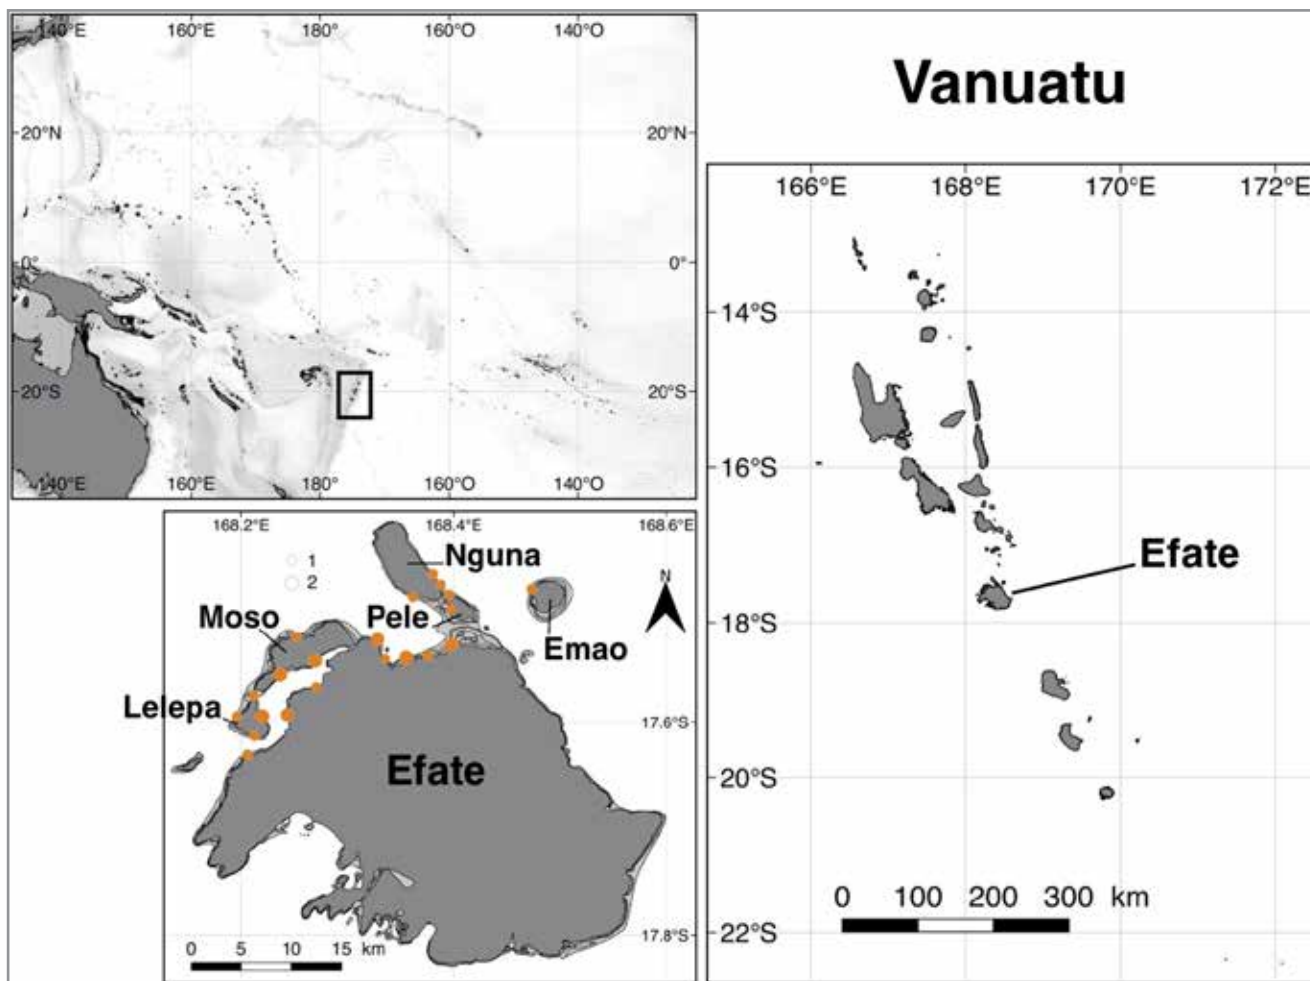 140°E 160°E 180° 160°O 140°O
Vanuatu
20°N 20°N
0° 0°
20°S 20°S
140°E 160°E 180° 160°O 140°O
166°E 168°E 170°E 172°E
14°S
16°S
Efate
18°S
20°S
22°S
0 100 200 300 km
168.2°E 168.4°E 168.6°E
1
2
Nguna
N
Moso
Pele
Emao
Lelepa
17.6°S
Efate
17.8°S
0 5 10 15 km